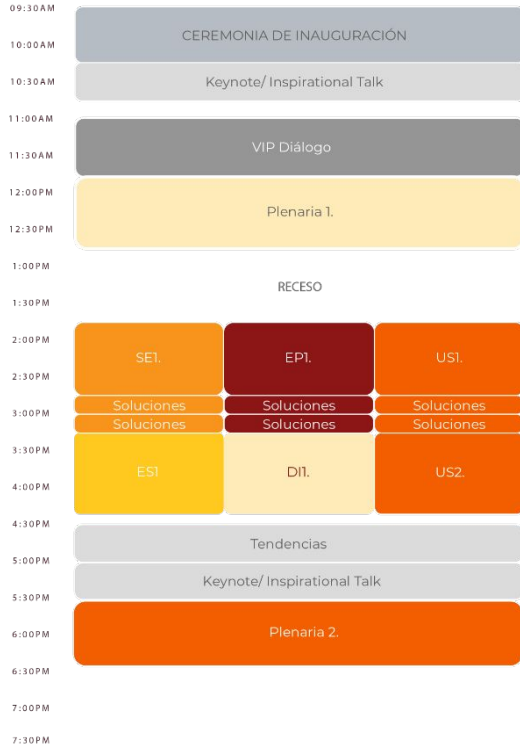 09:30AM
CEREMONIA DE INAUGURACIÓN
10:00AM
10:30AM
Keynote/ Inspirational Talk
11:00AM
VIP Diálogo
11:30AM
12:00PM
Plenaria 1.
12:30PM
1:00PM
RECESO
1:30PM
2:00PM
SE1. EP1. US1.
2:30PM
Soluciones Soluciones Soluciones
3:00PM
Soluciones Soluciones Soluciones
3:30PM
ES1 DI1. US2.
4:00PM
4:30PM
Tendencias
5:00PM
Keynote/ Inspirational Talk
5:30PM
Plenaria 2.
6:00PM
6:30PM
7:00PM
7:30PM